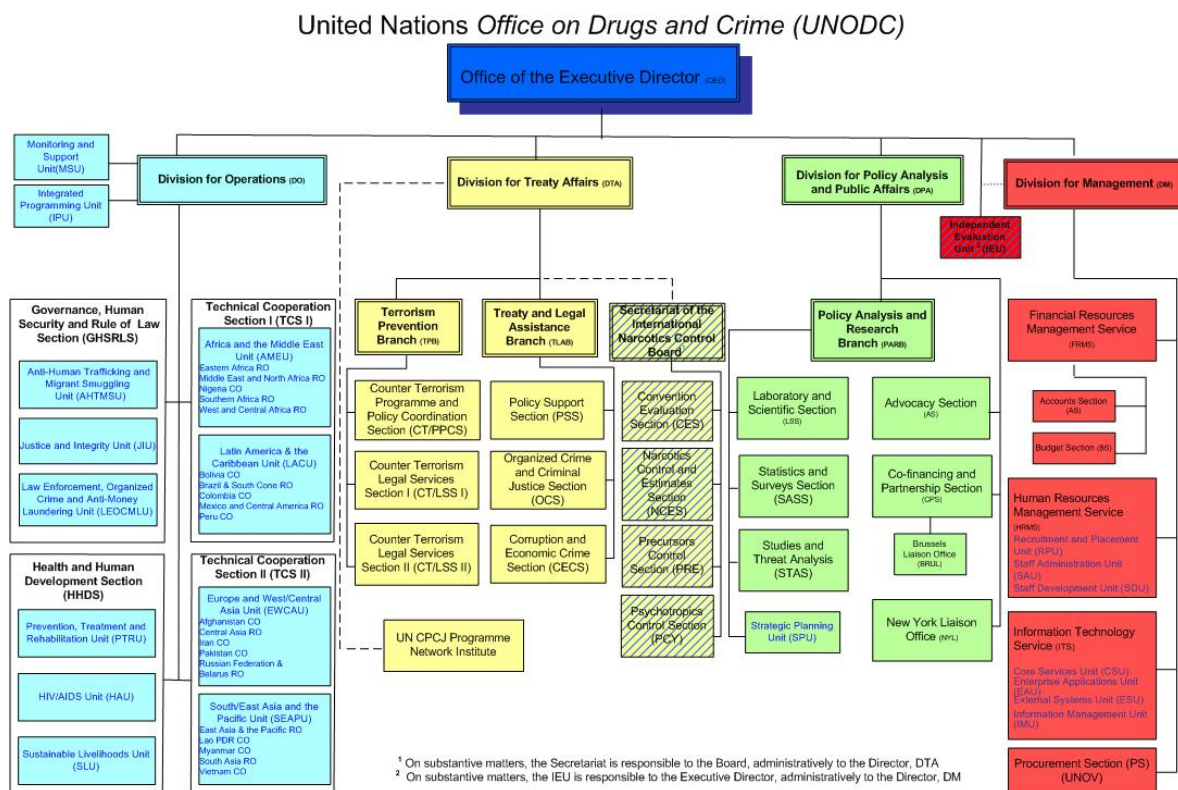 United Nations Office on Drugs and Crime (UNODC)
Office of the Executive Director (OED)
Monitoring and
Support
Unit(MSU)
Integrated
Programming Unit
(IPU)
Division for Operations (DO)
Division for Treaty Affairs (DTA)
Division for Policy Analysis
and Public Affairs (DPA)
Division for Management (DM)
Independent
Evaluation
Unit 2 (IEU)
Governance, Human
Security and Rule of Law
Section (GHSRLS)
Anti-Human Trafficking and
Migrant Smuggling
Unit (AHTMSU)
Justice and Integrity Unit (JIU)
Law Enforcement, Organized
Crime and Anti-Money
Laundering Unit (LEOCMLU)
Technical Cooperation
Section I (TCS I)
Africa and the Middle East
Unit (AMEU)
Eastern Africa RO
Middle East and North Africa RO
Nigeria CO
Southern Africa RO
West and Central Africa RO
Latin America & the
Caribbean Unit (LACU)
Bolivia CO
Brazil & South Cone RO
Colombia CO
Mexico and Central America RO
Peru CO
Health and Human
Development Section
(HHDS)
Prevention, Treatment and
Rehabilitation Unit (PTRU)
HIV/AIDS Unit (HAU)
Sustainable Livelihoods Unit
(SLU)
Technical Cooperation
Section II (TCS II)
Europe and West/Central
Asia Unit (EWCAU)
Afghanistan CO
Central Asia RO
Iran CO
Pakistan CO
Russian Federation &
Belarus RO
South/East Asia and the
Pacific Unit (SEAPU)
East Asia & the Pacific RO
Lao PDR CO
Myanmar CO
South Asia RO
Vietnam CO
Terrorism
Prevention
Branch (TPB)
Counter Terrorism
Programme and
Policy Coordination
Section (CT/PPCS)
Counter Terrorism
Legal Services
Section I (CT/LSS I)
Counter Terrorism
Legal Services
Section II (CT/LSS II)
UN CPCJ Programme
Network Institute
Treaty and Legal
Assistance
Branch (TLAB)
Policy Support
Section (PSS)
Organized Crime
and Criminal
Justice Section
(OCS)
Corruption and
Economic Crime
Section (CECS)
Secretariat of the
International
Narcotics Control
Board 1
Convention
Evaluation
Section (CES)
Narcotics
Control and
Estimates Section
(NCES)
Precursors
Control
Section (PRE)
Psychotropics
Control Section
(PCY)
Policy Analysis and
Research
Branch (PARB)
Laboratory and
Scientific Section
(LSS)
Statistics and
Surveys Section
(SASS)
Studies and
Threat Analysis
(STAS)
Strategic Planning
Unit (SPU)
Advocacy Section
(AS)
Co-financing and
Partnership Section
(CPS)
Brussels
Liaison Office
(BRUL)
New York Liaison
Office (NYL)
Financial Resources
Management Service
(FRMS)
Accounts Section
(AS)
Budget Section (BS)
Human Resources
Management Service
(HRMS)
Recruitment and Placement
Unit (RPU)
Staff Administration Unit
(SAU)
Staff Development Unit (SDU)
Information Technology
Service (ITS)
Core Services Unit (CSU)
Enterprise Applications Unit
(EAU)
External Systems Unit (ESU)
Information Management Unit
(IMU)
Procurement Section (PS)
(UNOV)
1 On substantive matters, the Secretariat is responsible to the Board, administratively to the Director, DTA
2 On substantive matters, the IEU is responsible to the Executive Director, administratively to the Director, DM